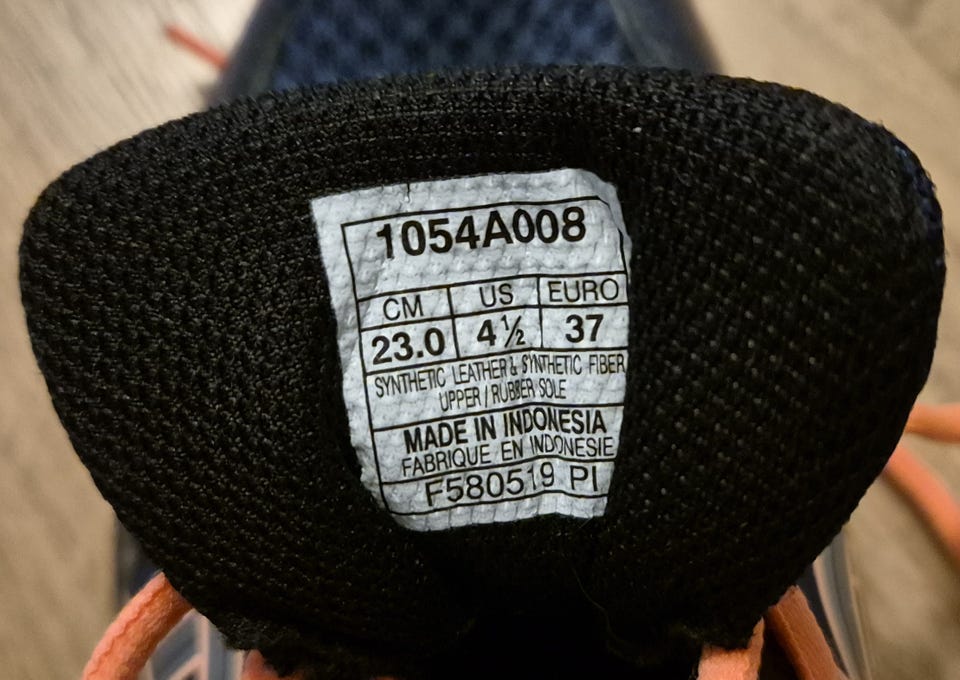 1054A008
CM US EURO
23.0 4½ 37
SYNTHETIC LEATHER & SYNTHETIC FIBER
UPPER / RUBBER SOLE
MADE IN INDONESIA
FABRIQUE EN INDONESIE
F580519 PI